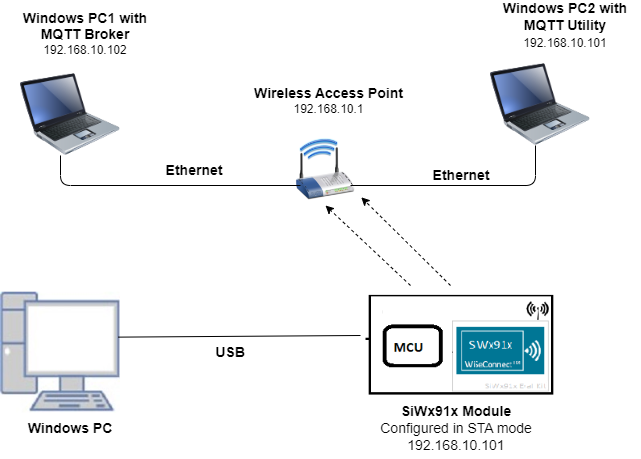 Windows PC1 with
MQTT Broker
192.168.10.102
Windows PC2 with
MQTT Utility
192.168.10.101
Wireless Access Point
192.168.10.1
Ethernet
Ethernet
USB
Windows PC
MCU
SWx91x
WiseConnect™
SiWx91x Eval Kit
SiWx91x Module
Configured in STA mode
192.168.10.101